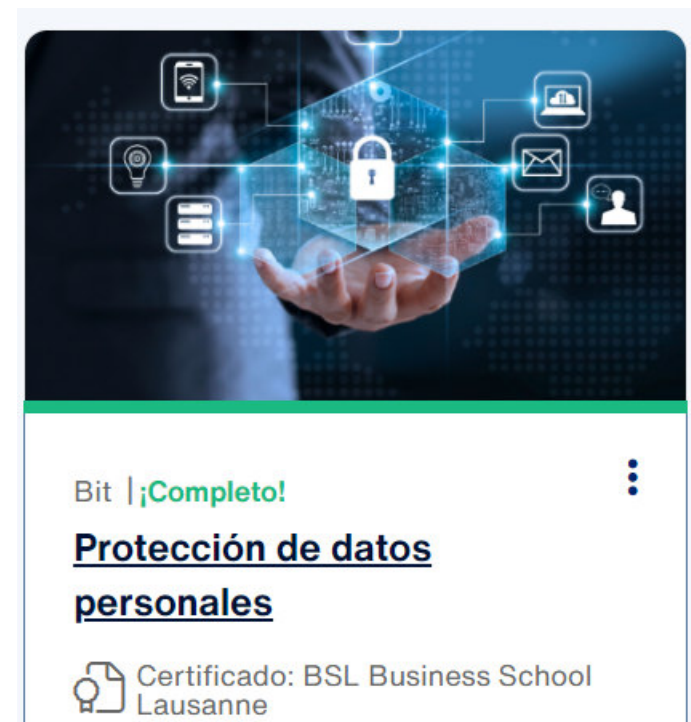 Bit | ¡Completo!
Protección de datos
personales
Certificado: BSL Business School
Lausanne